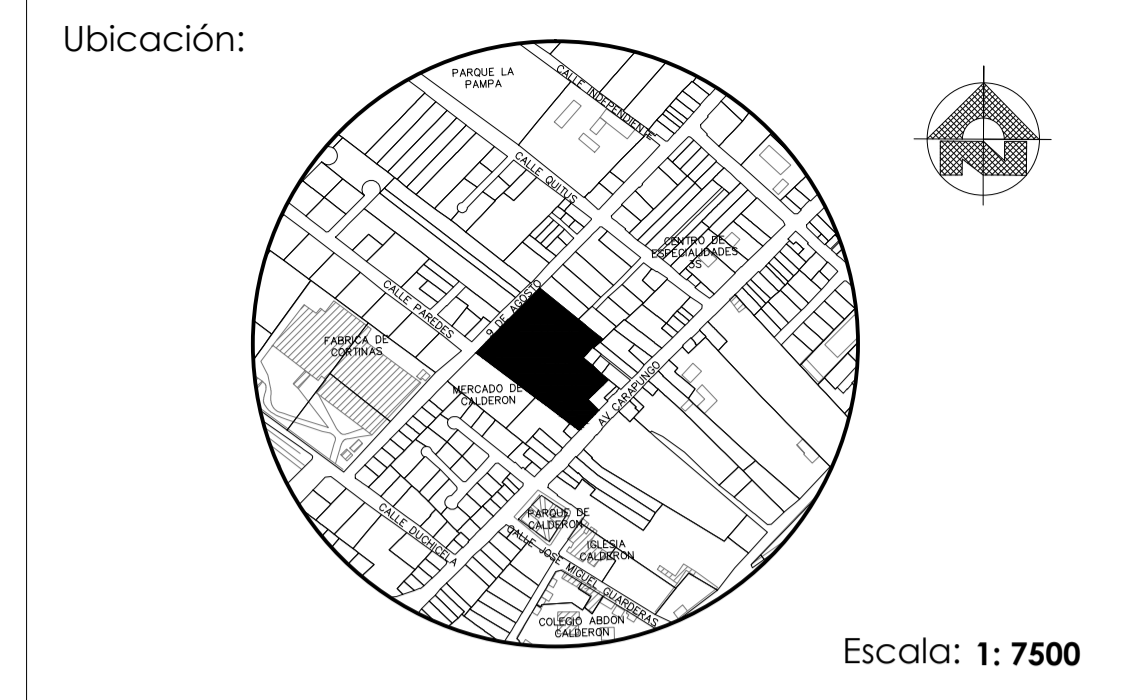 Ubicación:
PARQUE LA
PAMPA
CALLE INDEPENDIENTE
CALLE QUITUS
CENTRO DE
ESPECIALIDADES
3S
CALLE PAREDES
9 DE AGOSTO
FABRICA DE
CORTINAS
MERCADO DE
CALDERON
AV CARAPUNGO
PARQUE DE
CALDERON
CALLE DUCHICELA
IGLESIA
CALDERON
CALLE JOSE MIGUEL GUARDERAS
COLEGIO ABDON
CALDERON
N
Escala: 1: 7500